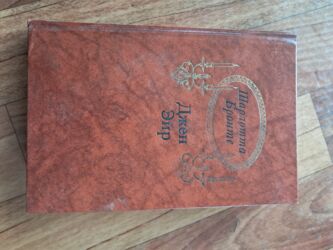 Шарлотта
Бронте
Джен
Эйр